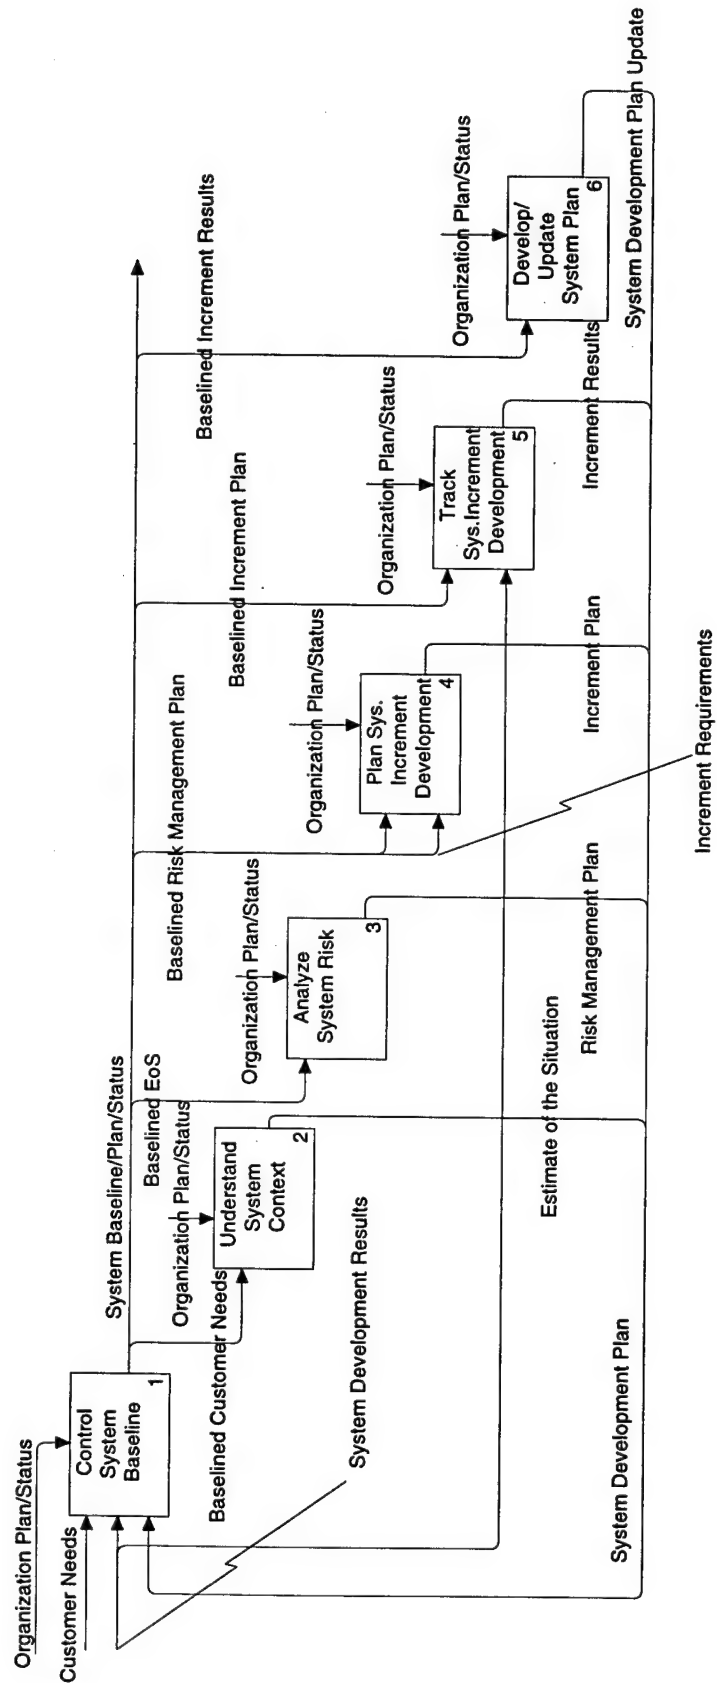 Organization Plan/Status
Customer Needs
Control
System
Baseline
1
System Baseline/Plan/Status
Baselined Customer Needs
System Development Results
Organization Plan/Status
Understand
System
Context
2
Baselined EoS
Estimate of the Situation
Organization Plan/Status
Analyze
System Risk
3
Baselined Risk Management Plan
Risk Management Plan
Organization Plan/Status
Plan Sys.
Increment
Development
4
Increment Requirements
Baselined Increment Plan
Increment Plan
Organization Plan/Status
Track
Sys.Increment
Development
5
Baselined Increment Results
Increment Results
Organization Plan/Status
Develop/
Update
System Plan
6
System Development Plan Update
System Development Plan